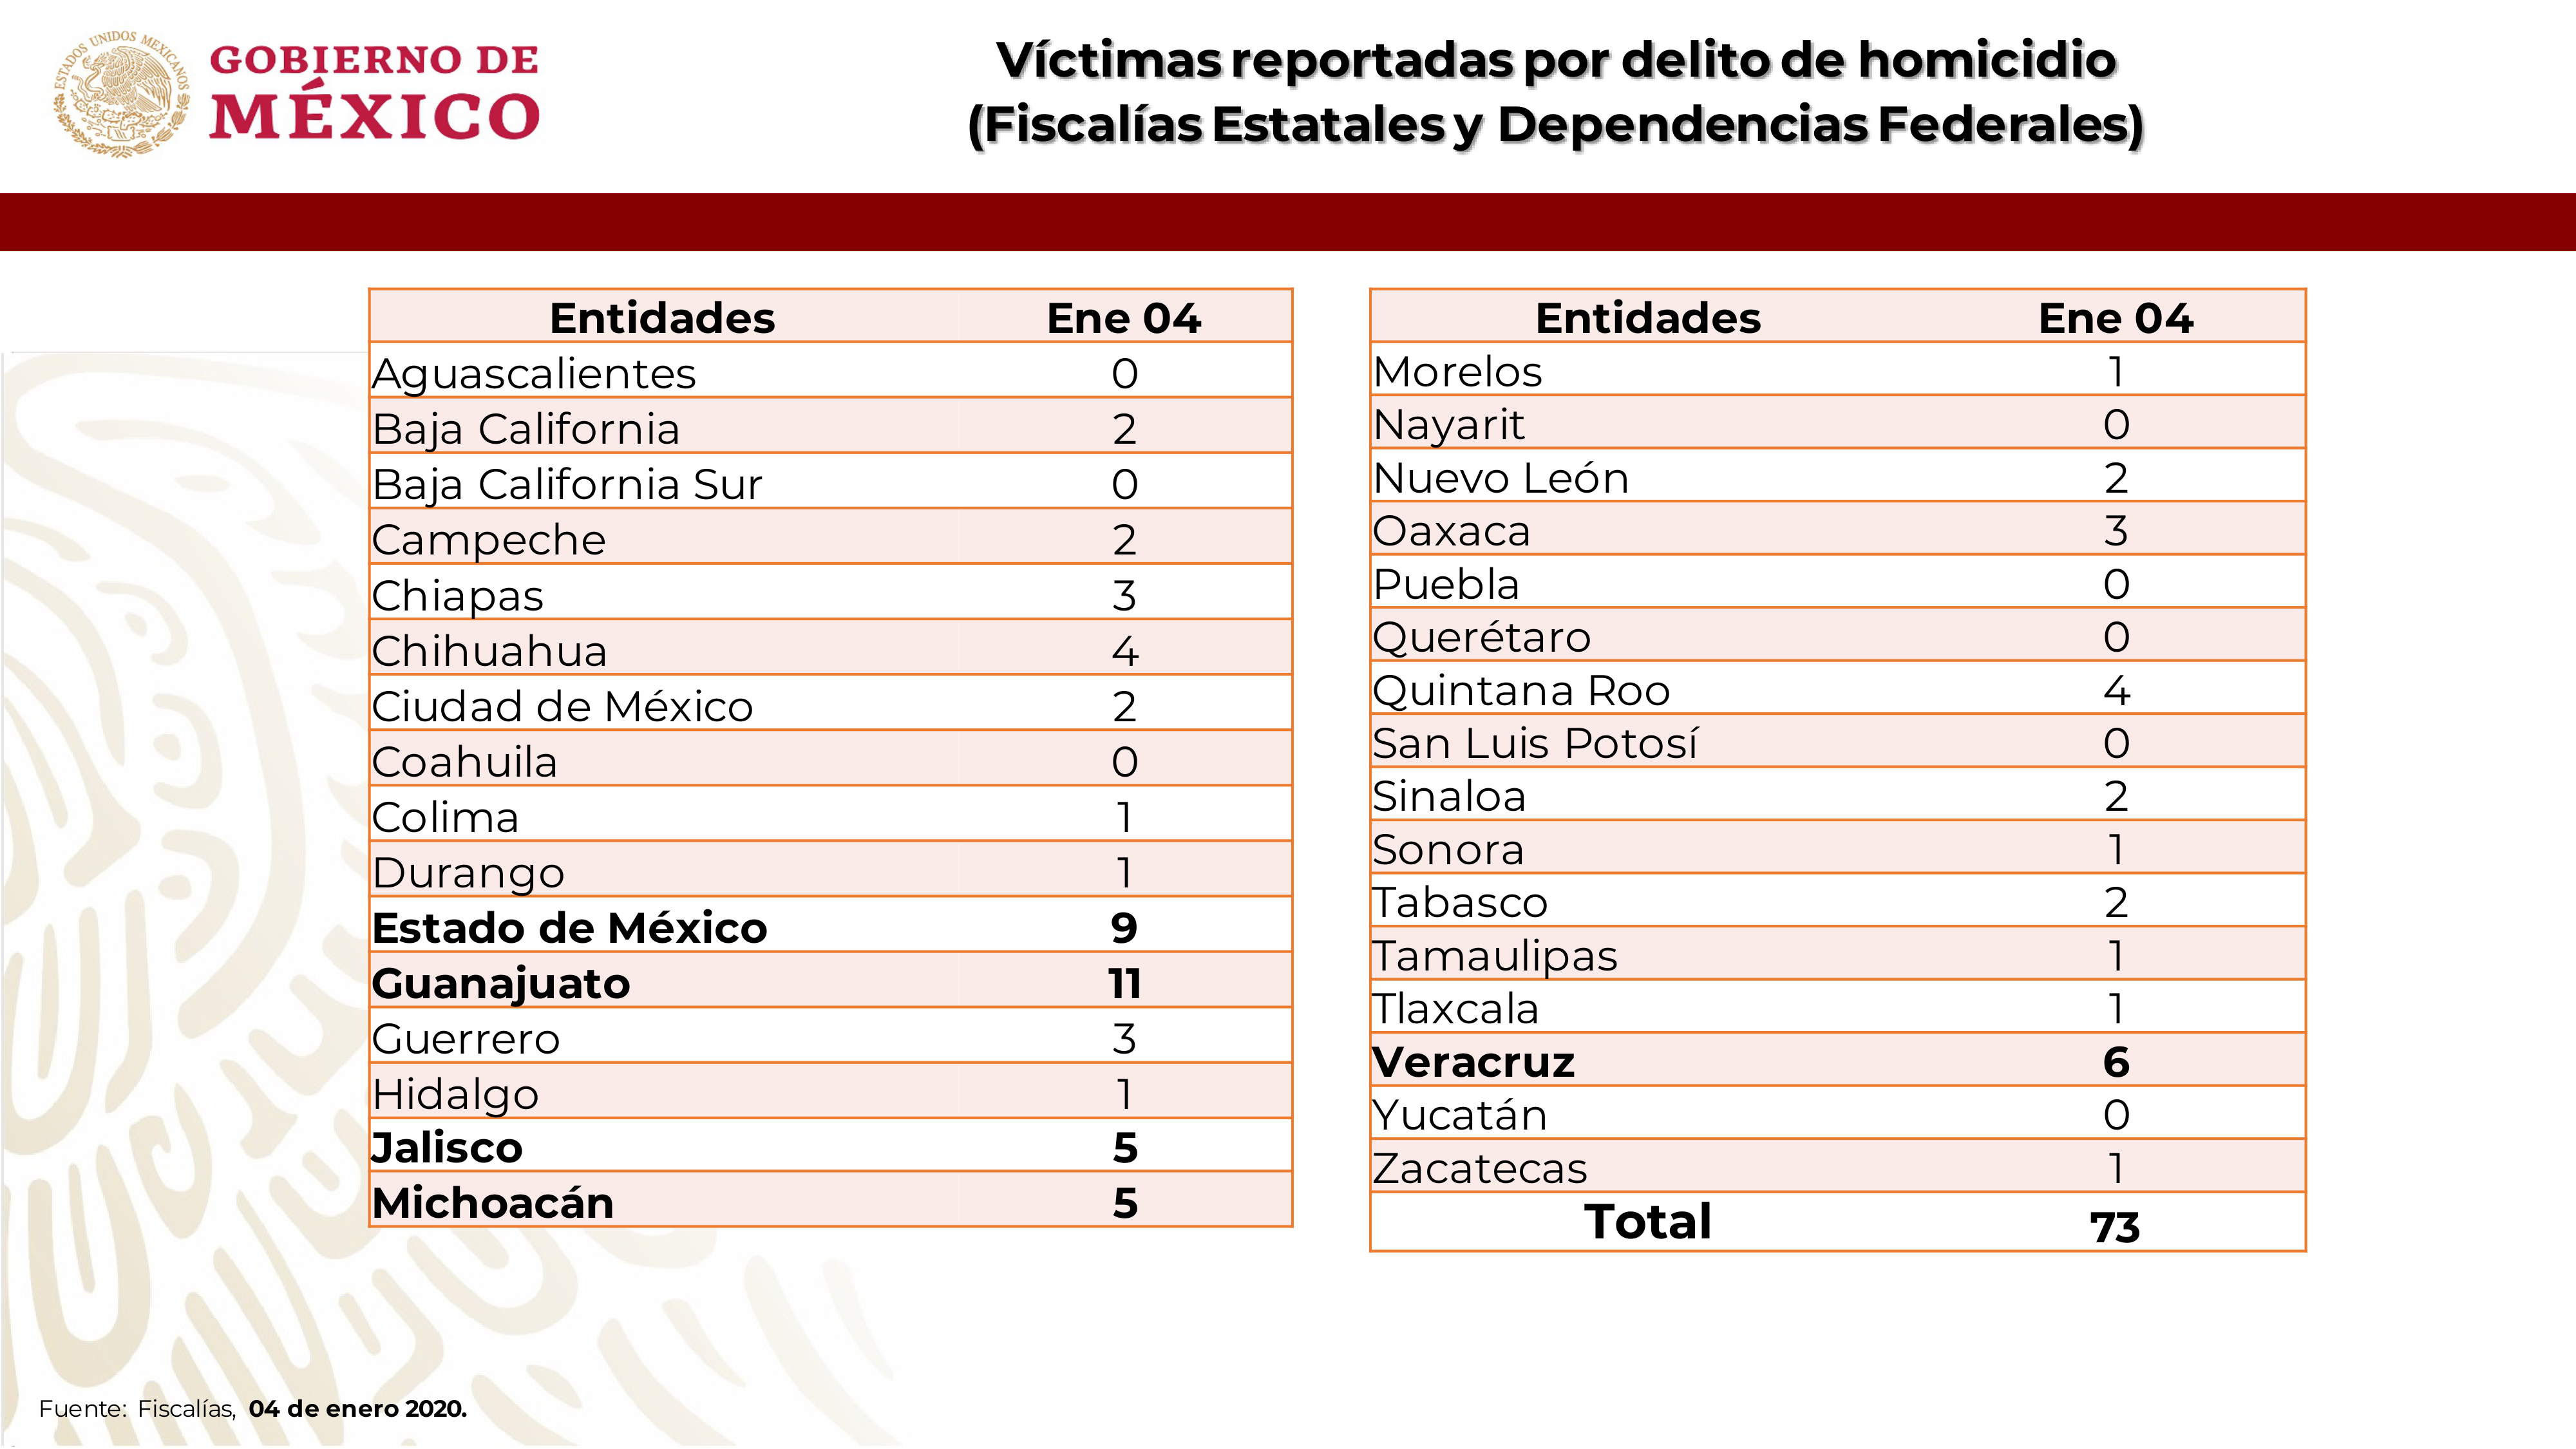 ESTADOS UNIDOS MEXICANOS
GOBIERNO DE
MÉXICO
Víctimas reportadas por delito de homicidio
(Fiscalías Estatales y Dependencias Federales)
Entidades Ene 04
Aguascalientes 0
Baja California 2
Baja California Sur 0
Campeche 2
Chiapas 3
Chihuahua 4
Ciudad de México 2
Coahuila 0
Colima 1
Durango 1
Estado de México 9
Guanajuato 11
Guerrero 3
Hidalgo 1
Jalisco 5
Michoacán 5
Entidades Ene 04
Morelos 1
Nayarit 0
Nuevo León 2
Oaxaca 3
Puebla 0
Querétaro 0
Quintana Roo 4
San Luis Potosí 0
Sinaloa 2
Sonora 1
Tabasco 2
Tamaulipas 1
Tlaxcala 1
Veracruz 6
Yucatán 0
Zacatecas 1
Total 73
Fuente: Fiscalías, 04 de enero 2020.